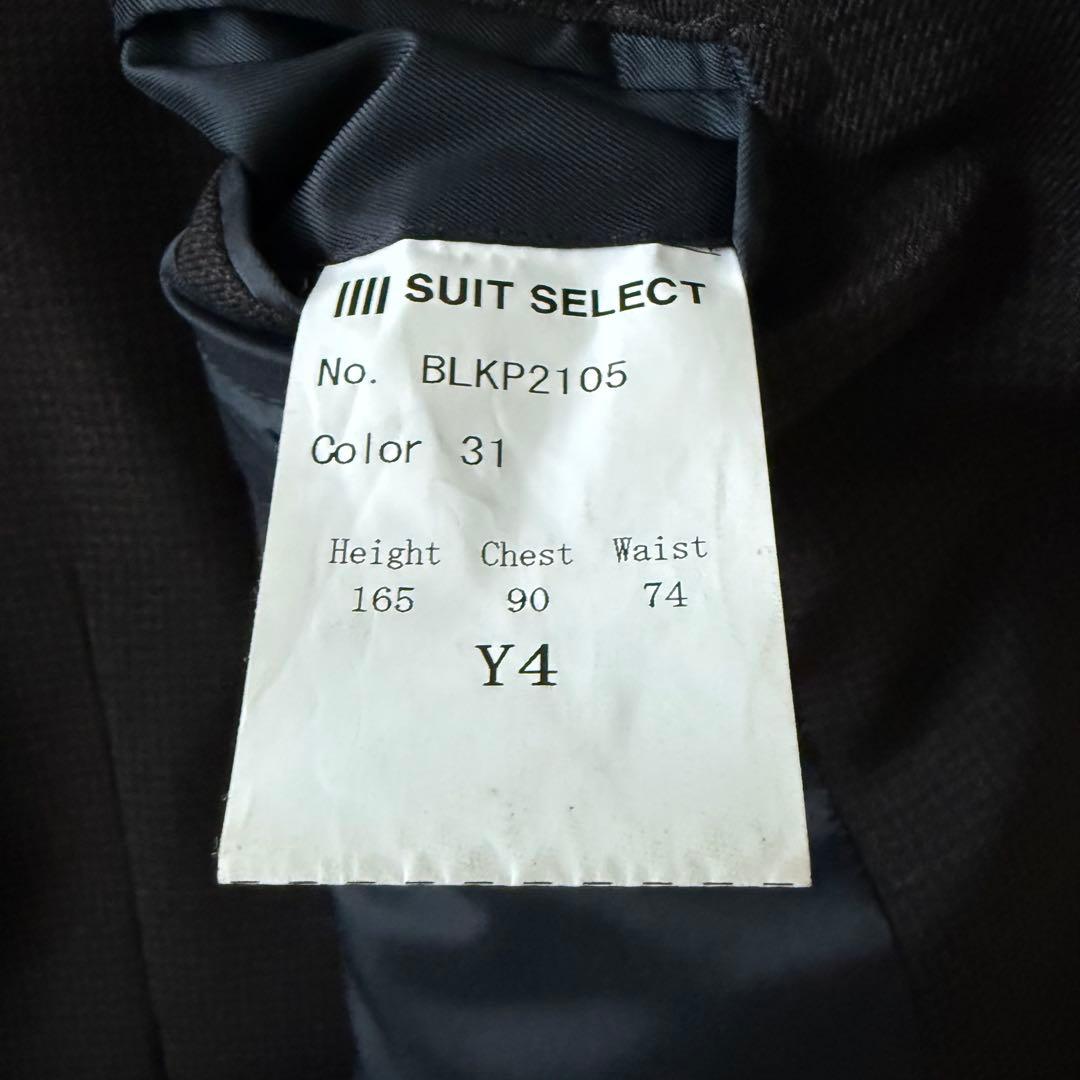 SUIT SELECT
No. BLKP2105
Color 31
Height Chest Waist
165 90 74
Y4